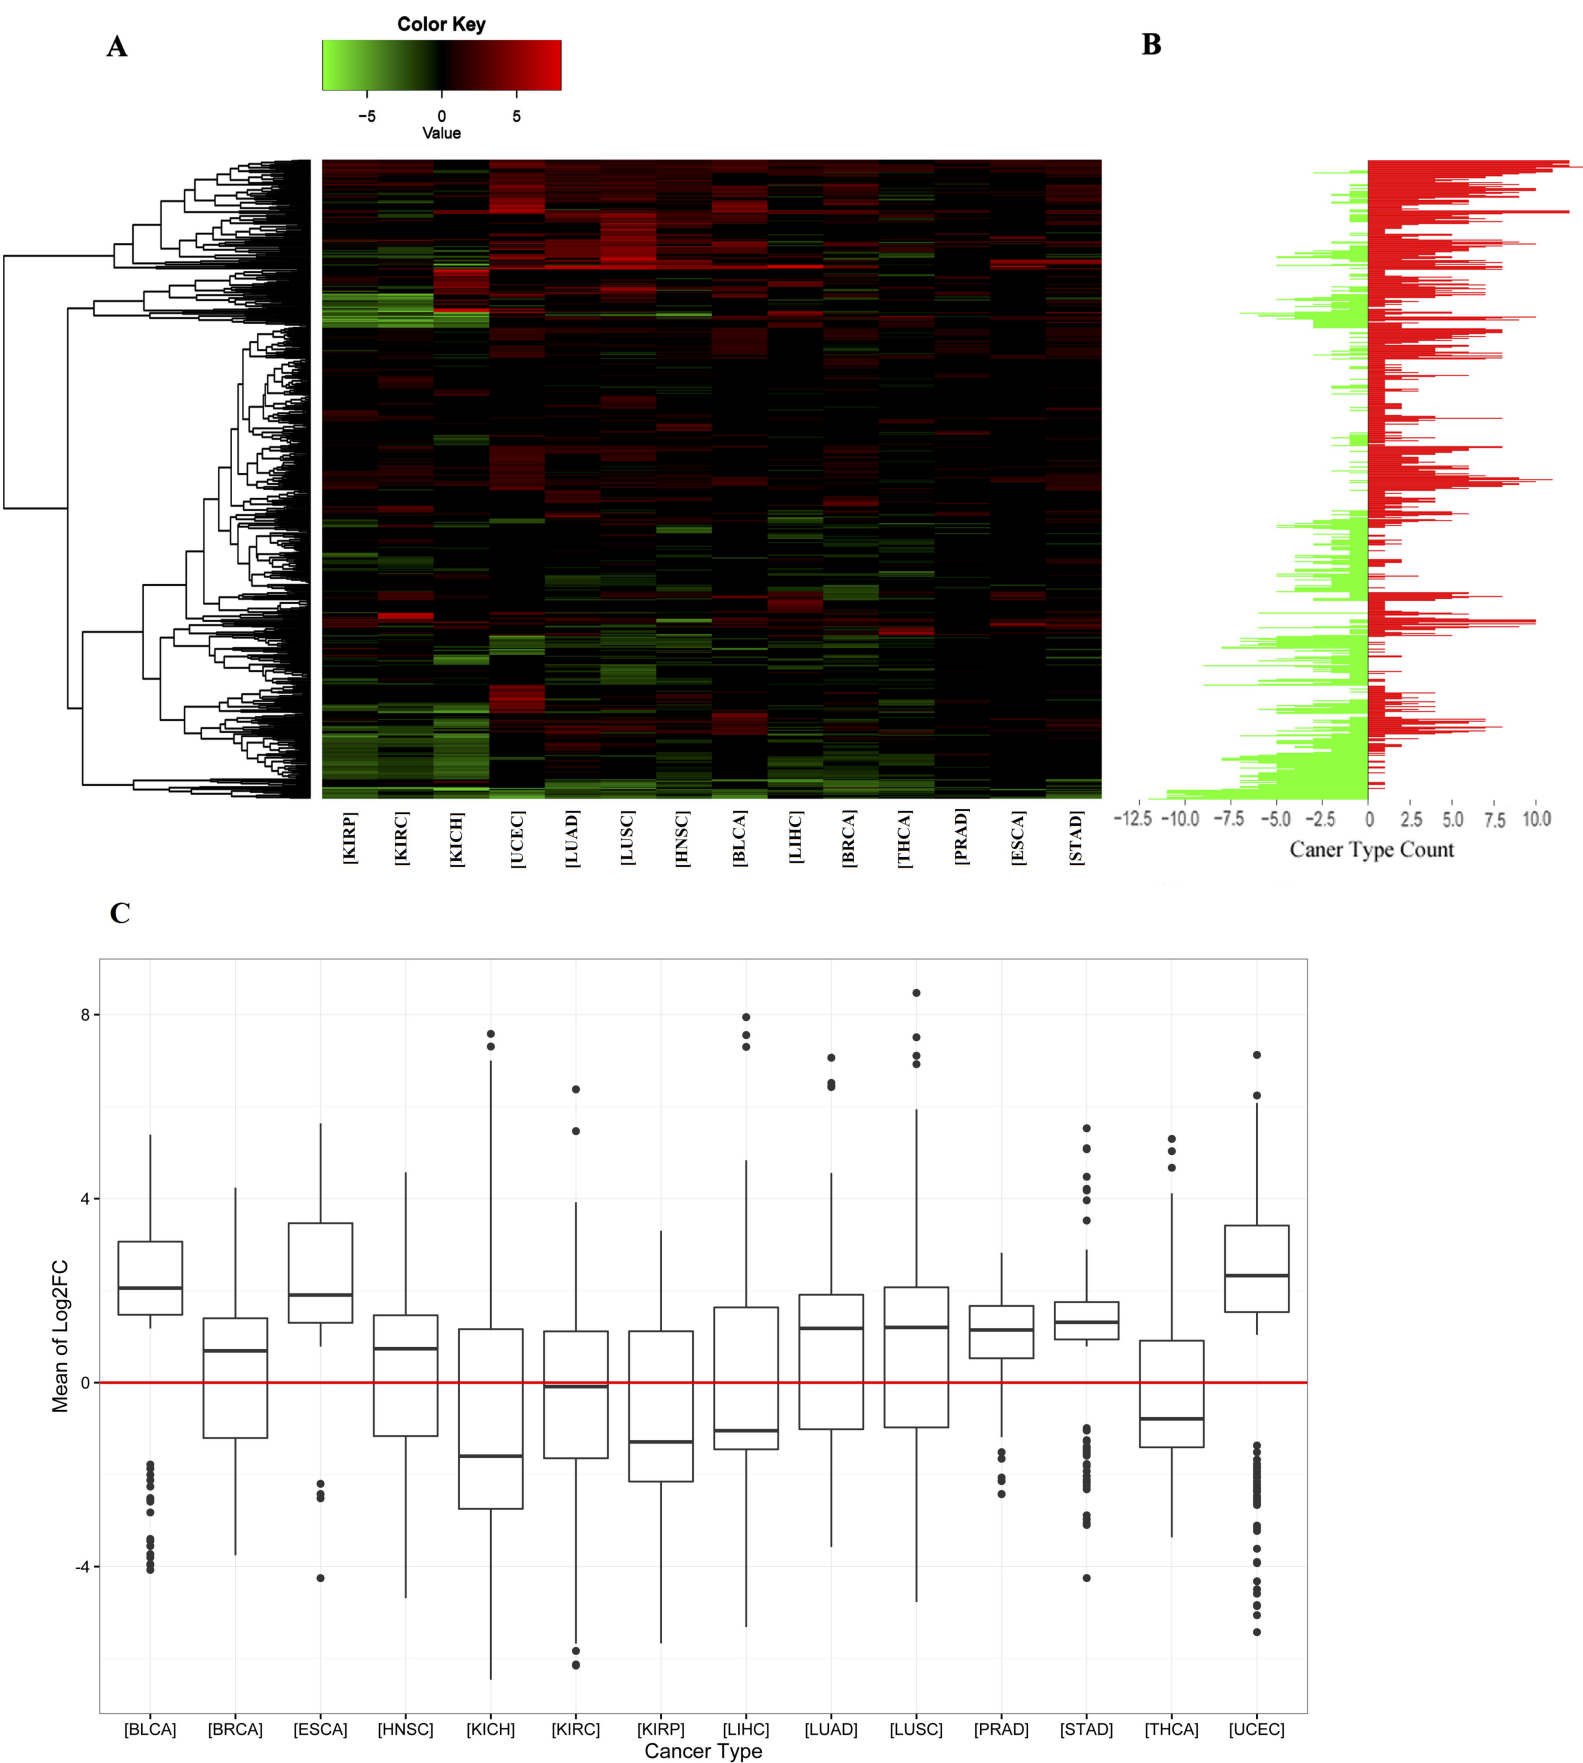 A
Color Key
B
−5 0 5
Value
[KIRP] [KIRC] [KICH] [UCEC] [LUAD] [LUSC] [HNSC] [BLCA] [LIHC] [BRCA] [THCA] [PRAD] [ESCA] [STAD]
−12.5 −10.0 −7.5 −5.0 −2.5 0 2.5 5.0 7.5 10.0
Caner Type Count
C
8
4
0
-4
Mean of Log2FC
[BLCA] [BRCA] [ESCA] [HNSC] [KICH] [KIRC] [KIRP] [LIHC] [LUAD] [LUSC] [PRAD] [STAD] [THCA] [UCEC]
Cancer Type